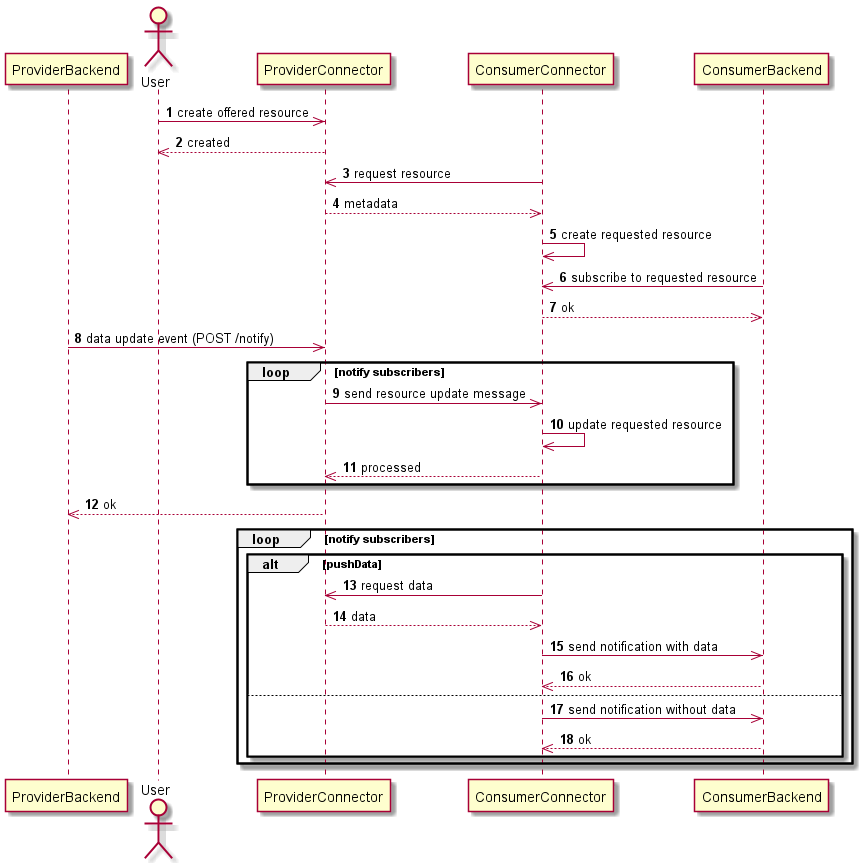 ProviderBackend
User
ProviderConnector
ConsumerConnector
ConsumerBackend
1 create offered resource
2 created
3 request resource
4 metadata
5 create requested resource
6 subscribe to requested resource
7 ok
8 data update event (POST /notify)
loop [notify subscribers]
9 send resource update message
10 update requested resource
11 processed
12 ok
loop [notify subscribers]
alt [pushData]
13 request data
14 data
15 send notification with data
16 ok
17 send notification without data
18 ok
ProviderBackend
User
ProviderConnector
ConsumerConnector
ConsumerBackend